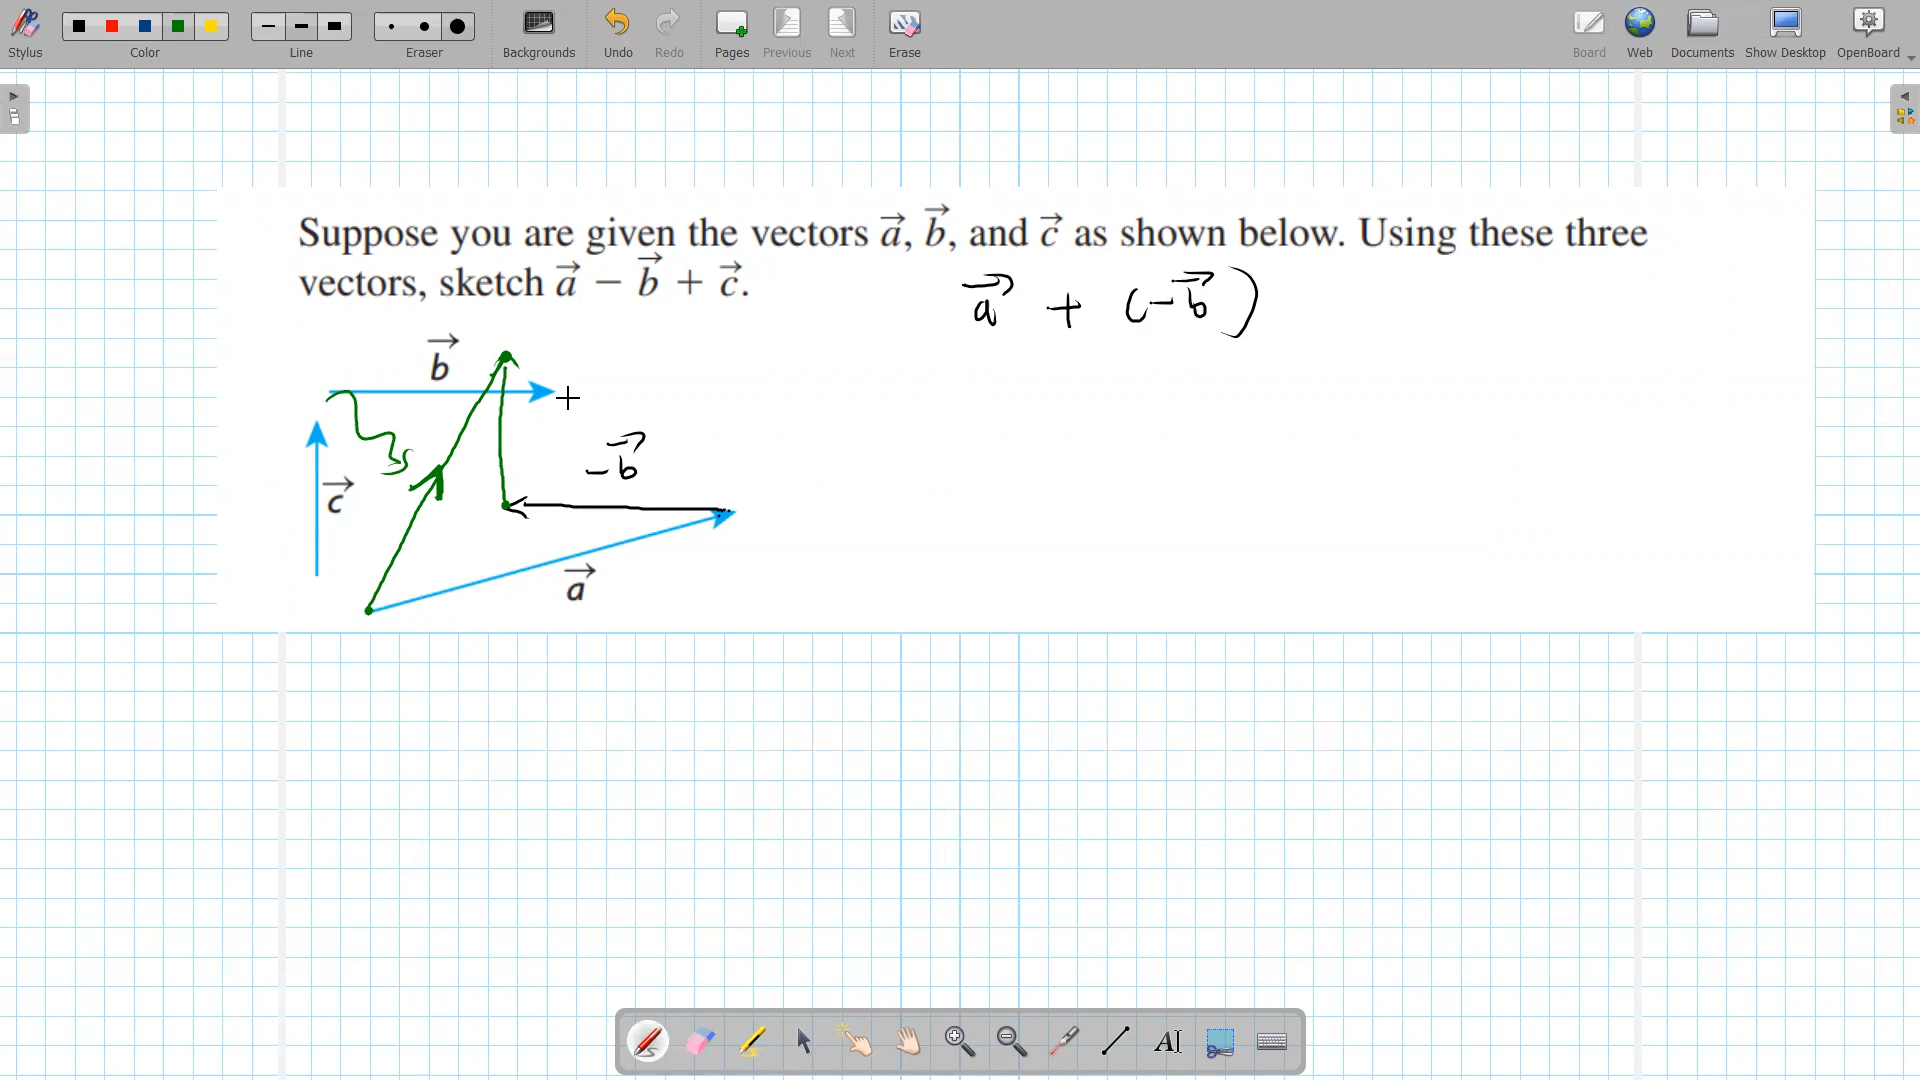 Stylus Color Line Eraser Backgrounds Undo Redo Pages Previous Next Erase Board Web Documents Show Desktop OpenBoard
Suppose you are given the vectors a⃗, b⃗, and c⃗ as shown below. Using these three
vectors, sketch a⃗ − b⃗ + c⃗.
a⃗ + (−b⃗)
b⃗
−b⃗
c⃗
a⃗